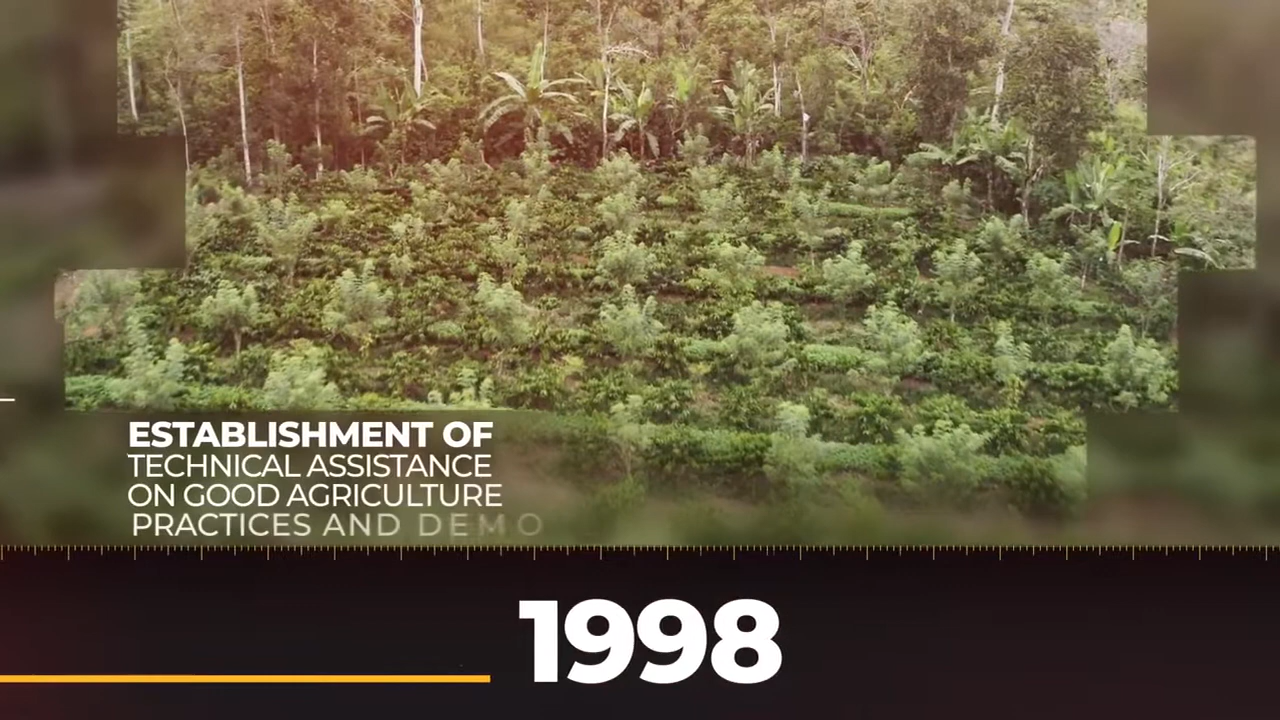 ESTABLISHMENT OF
TECHNICAL ASSISTANCE
ON GOOD AGRICULTURE
PRACTICES AND DEMO
1998